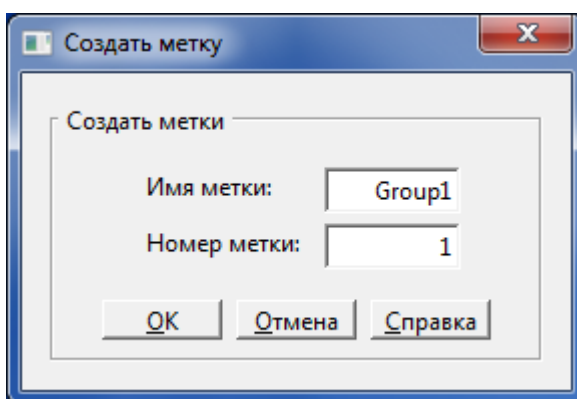 Создать метку
Создать метки
Имя метки: Group1
Номер метки: 1
OK Отмена Справка